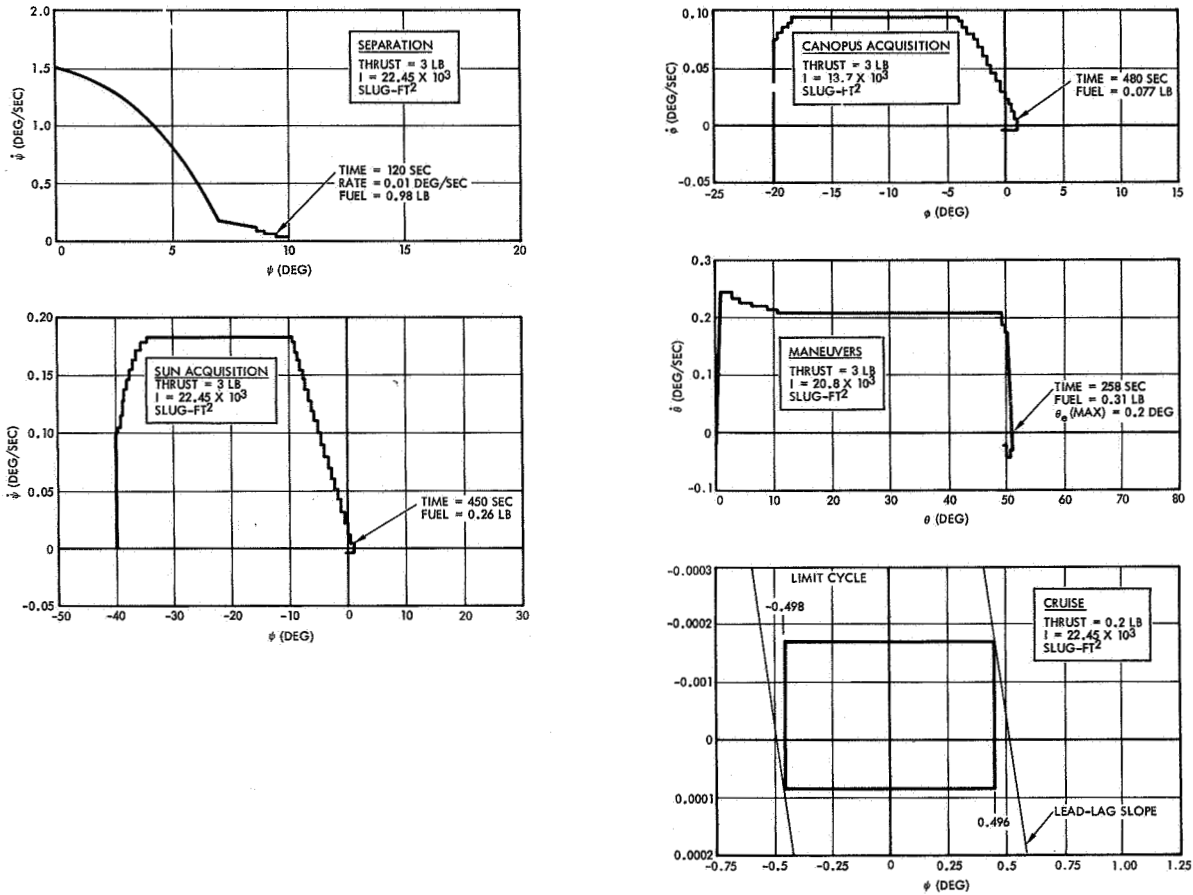 2.0
1.5
1.0
0.5
0
ψ̇ (DEG/SEC)
SEPARATION
THRUST = 3 LB
I = 22.45 X 10³
SLUG-FT²
TIME = 120 SEC
RATE = 0.01 DEG/SEC
FUEL = 0.98 LB
0 5 10 15 20
ψ (DEG)
0.20
0.15
0.10
0.05
0
-0.05
ψ̇ (DEG/SEC)
SUN ACQUISITION
THRUST = 3 LB
I = 22.45 X 10³
SLUG-FT²
TIME = 450 SEC
FUEL = 0.26 LB
-50 -40 -30 -20 -10 0 10 20 30
ψ (DEG)
0.10
0.05
0
-0.05
φ̇ (DEG/SEC)
CANOPUS ACQUISITION
THRUST = 3 LB
I = 13.7 X 10³
SLUG-FT²
TIME = 480 SEC
FUEL = 0.077 LB
-25 -20 -15 -10 -5 0 5 10 15
φ (DEG)
0.3
0.2
0.1
0
-0.1
θ̇ (DEG/SEC)
MANEUVERS
THRUST = 3 LB
I = 20.8 X 10³
SLUG-FT²
TIME = 258 SEC
FUEL = 0.31 LB
θe (MAX) = 0.2 DEG
0 10 20 30 40 50 60 70 80
θ (DEG)
-0.0003
-0.0002
-0.001
0
0.0001
0.0002
LIMIT CYCLE
-0.498
CRUISE
THRUST = 0.2 LB
I = 22.45 X 10³
SLUG-FT²
0.496
LEAD-LAG SLOPE
-0.75 -0.5 -0.25 0 0.25 0.5 0.75 1.00 1.25
ψ (DEG)